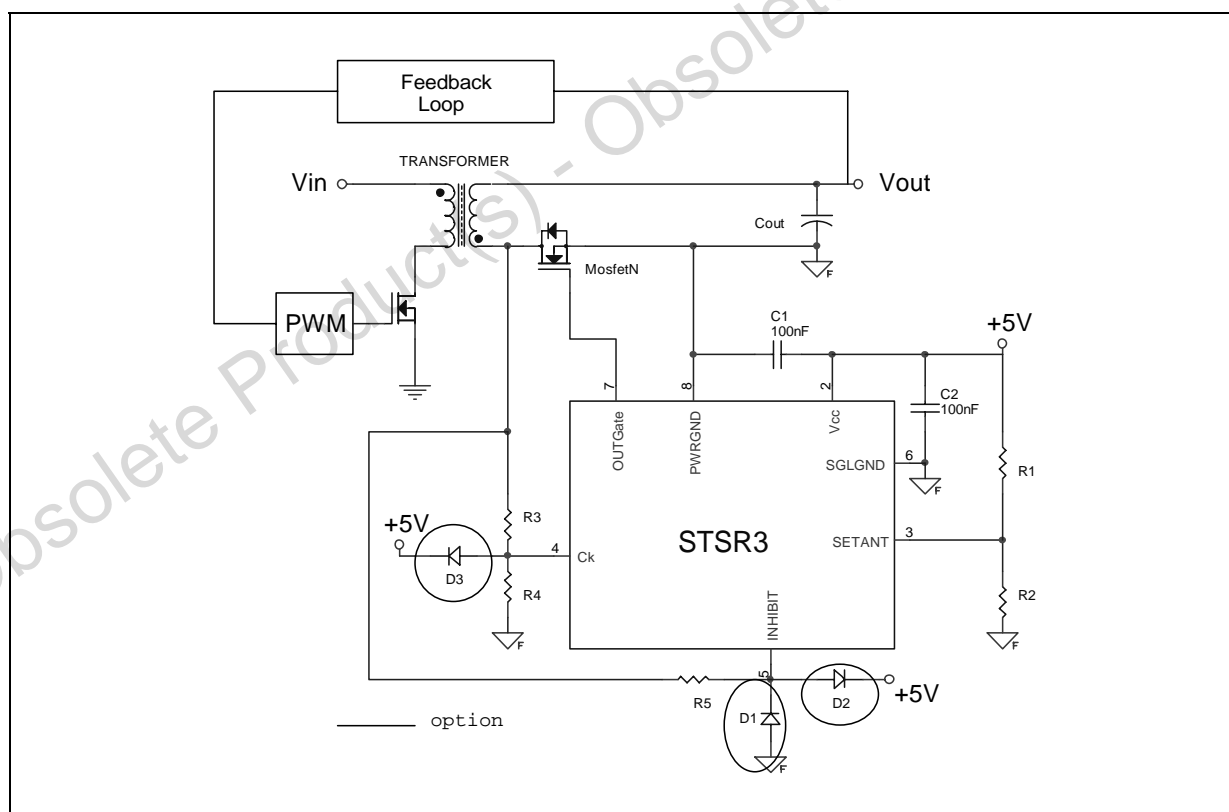 Obsolete Product(s) - Obsolete
Feedback
Loop
TRANSFORMER
Vin
Vout
Cout
F
MosfetN
PWM
C1
100nF
+5V
7
8
2
C2
100nF
OUTGate
PWRGND
Vcc
SGLGND
6
F
R1
R3
+5V
STSR3
SETANT
3
4
Ck
D3
R4
R2
INHIBIT
F
F
5
R5
D1
D2
+5V
F
option